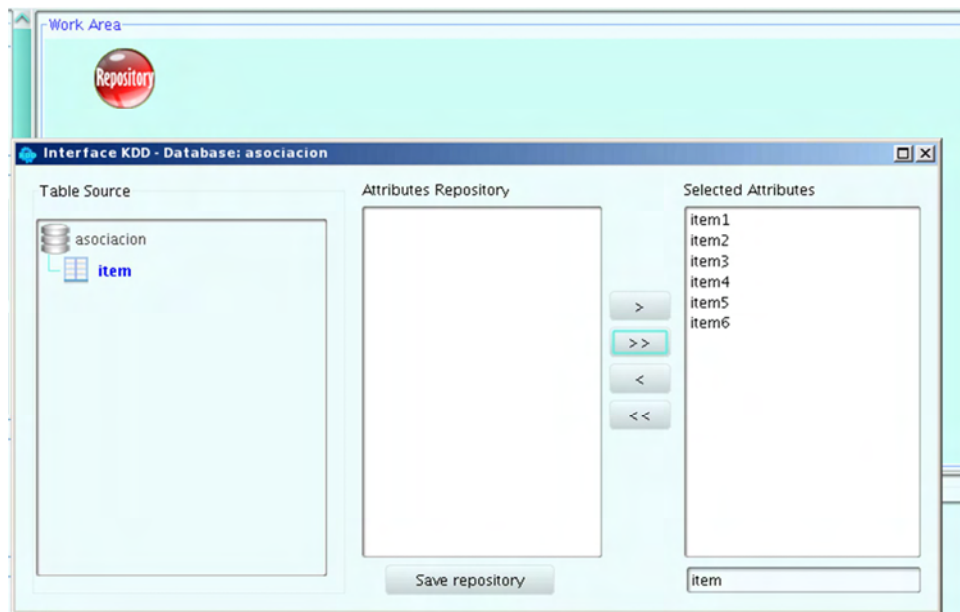 Work Area
Repository
Interface KDD - Database: asociacion
Table Source
Attributes Repository
Selected Attributes
asociacion
item
item1
item2
item3
item4
item5
item6
>
>>
<
<<
Save repository
item